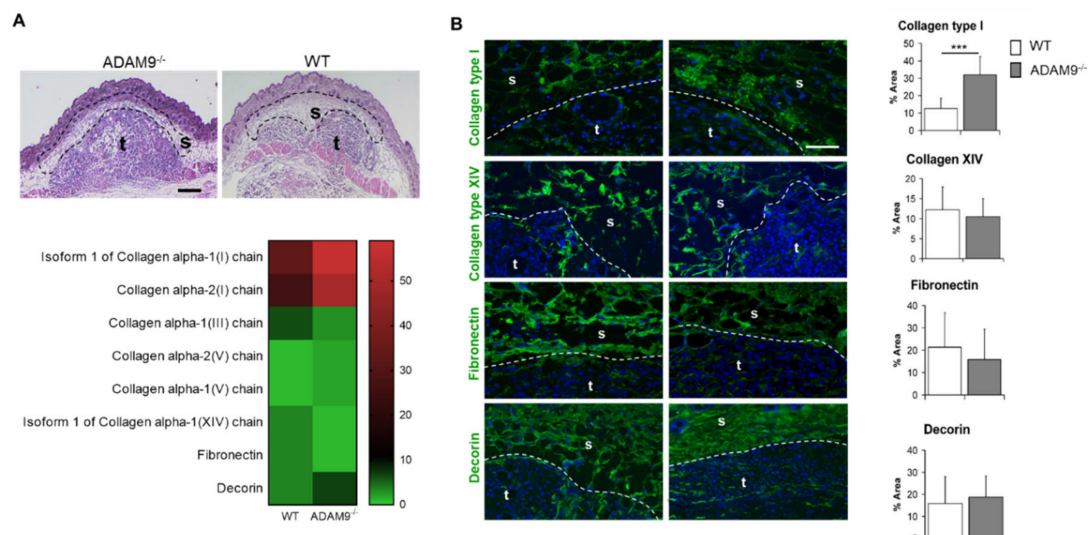 A
ADAM9-/-
WT
t
s
s
t
Isoform 1 of Collagen alpha-1(I) chain
Collagen alpha-2(I) chain
Collagen alpha-1(III) chain
Collagen alpha-2(V) chain
Collagen alpha-1(V) chain
Isoform 1 of Collagen alpha-1(XIV) chain
Fibronectin
Decorin
WT
ADAM9-/-
50
40
30
20
10
0
B
Collagen type I
s
t
s
t
Collagen type XIV
s
t
s
t
Fibronectin
s
t
s
t
Decorin
s
t
s
t
Collagen type I
***
% Area
50
40
30
20
10
0
WT
ADAM9-/-
Collagen XIV
% Area
20
15
10
5
0
Fibronectin
% Area
40
30
20
10
0
Decorin
% Area
40
30
20
10